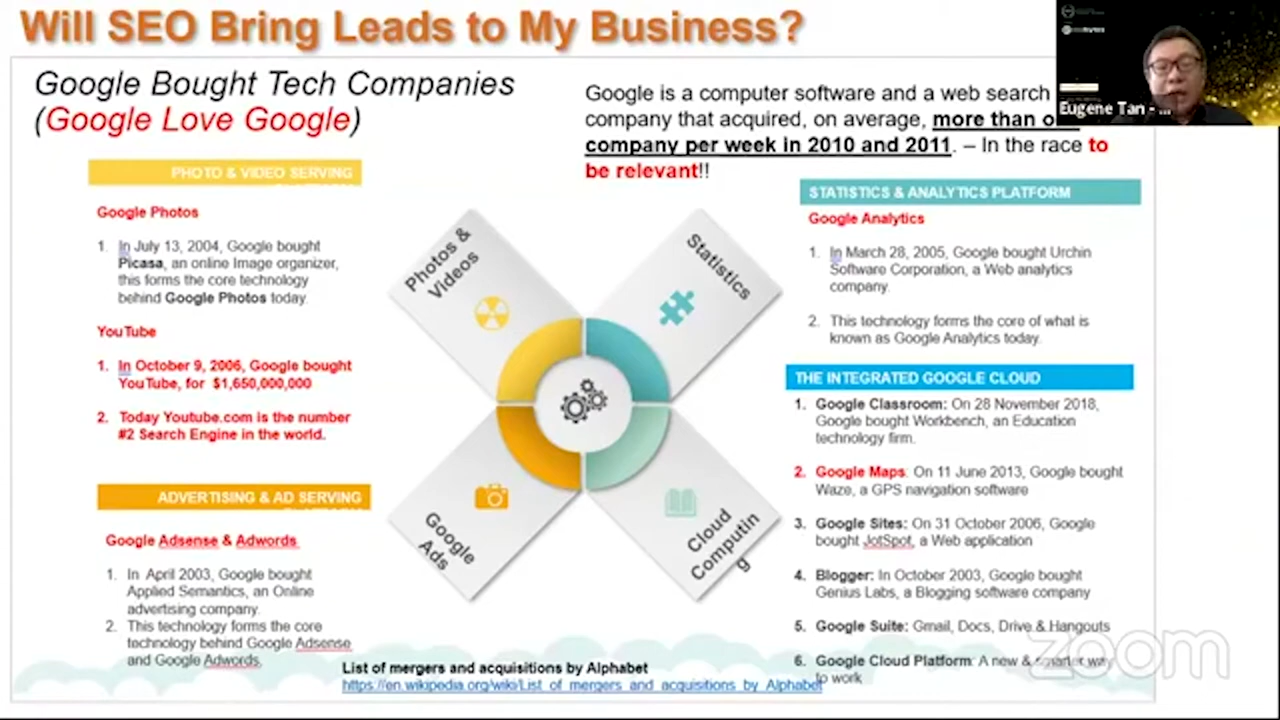 Will SEO Bring Leads to My Business?
Google Bought Tech Companies
(Google Love Google)
Google is a computer software and a web search
company that acquired, on average, more than
company per week in 2010 and 2011. – In the race to
be relevant!!
Eugene Tan - ...
PHOTO & VIDEO SERVING
Google Photos
1. In July 13, 2004, Google bought
Picasa, an online Image organizer,
this forms the core technology
behind Google Photos today.
YouTube
1. In October 9, 2006, Google bought
YouTube, for $1,650,000,000
2. Today Youtube.com is the number
#2 Search Engine in the world.
ADVERTISING & AD SERVING
Google Adsense & Adwords
1. In April 2003, Google bought
Applied Semantics, an Online
advertising company.
2. This technology forms the core
technology behind Google Adsense
and Google Adwords.
Photos &
Videos
Statistics
Google
Ads
Cloud
Computin
g
STATISTICS & ANALYTICS PLATFORM
Google Analytics
1. In March 28, 2005, Google bought Urchin
Software Corporation, a Web analytics
company.
2. This technology forms the core of what is
known as Google Analytics today.
THE INTEGRATED GOOGLE CLOUD
1. Google Classroom: On 28 November 2018,
Google bought Workbench, an Education
technology firm.
2. Google Maps: On 11 June 2013, Google bought
Waze, a GPS navigation software
3. Google Sites: On 31 October 2006, Google
bought JotSpot, a Web application
4. Blogger: In October 2003, Google bought
Genius Labs, a Blogging software company
5. Google Suite: Gmail, Docs, Drive & Hangouts
6. Google Cloud Platform: A new & smarter way
to work
List of mergers and acquisitions by Alphabet
https://en.wikipedia.org/wiki/List_of_mergers_and_acquisitions_by_Alphabet
zoom